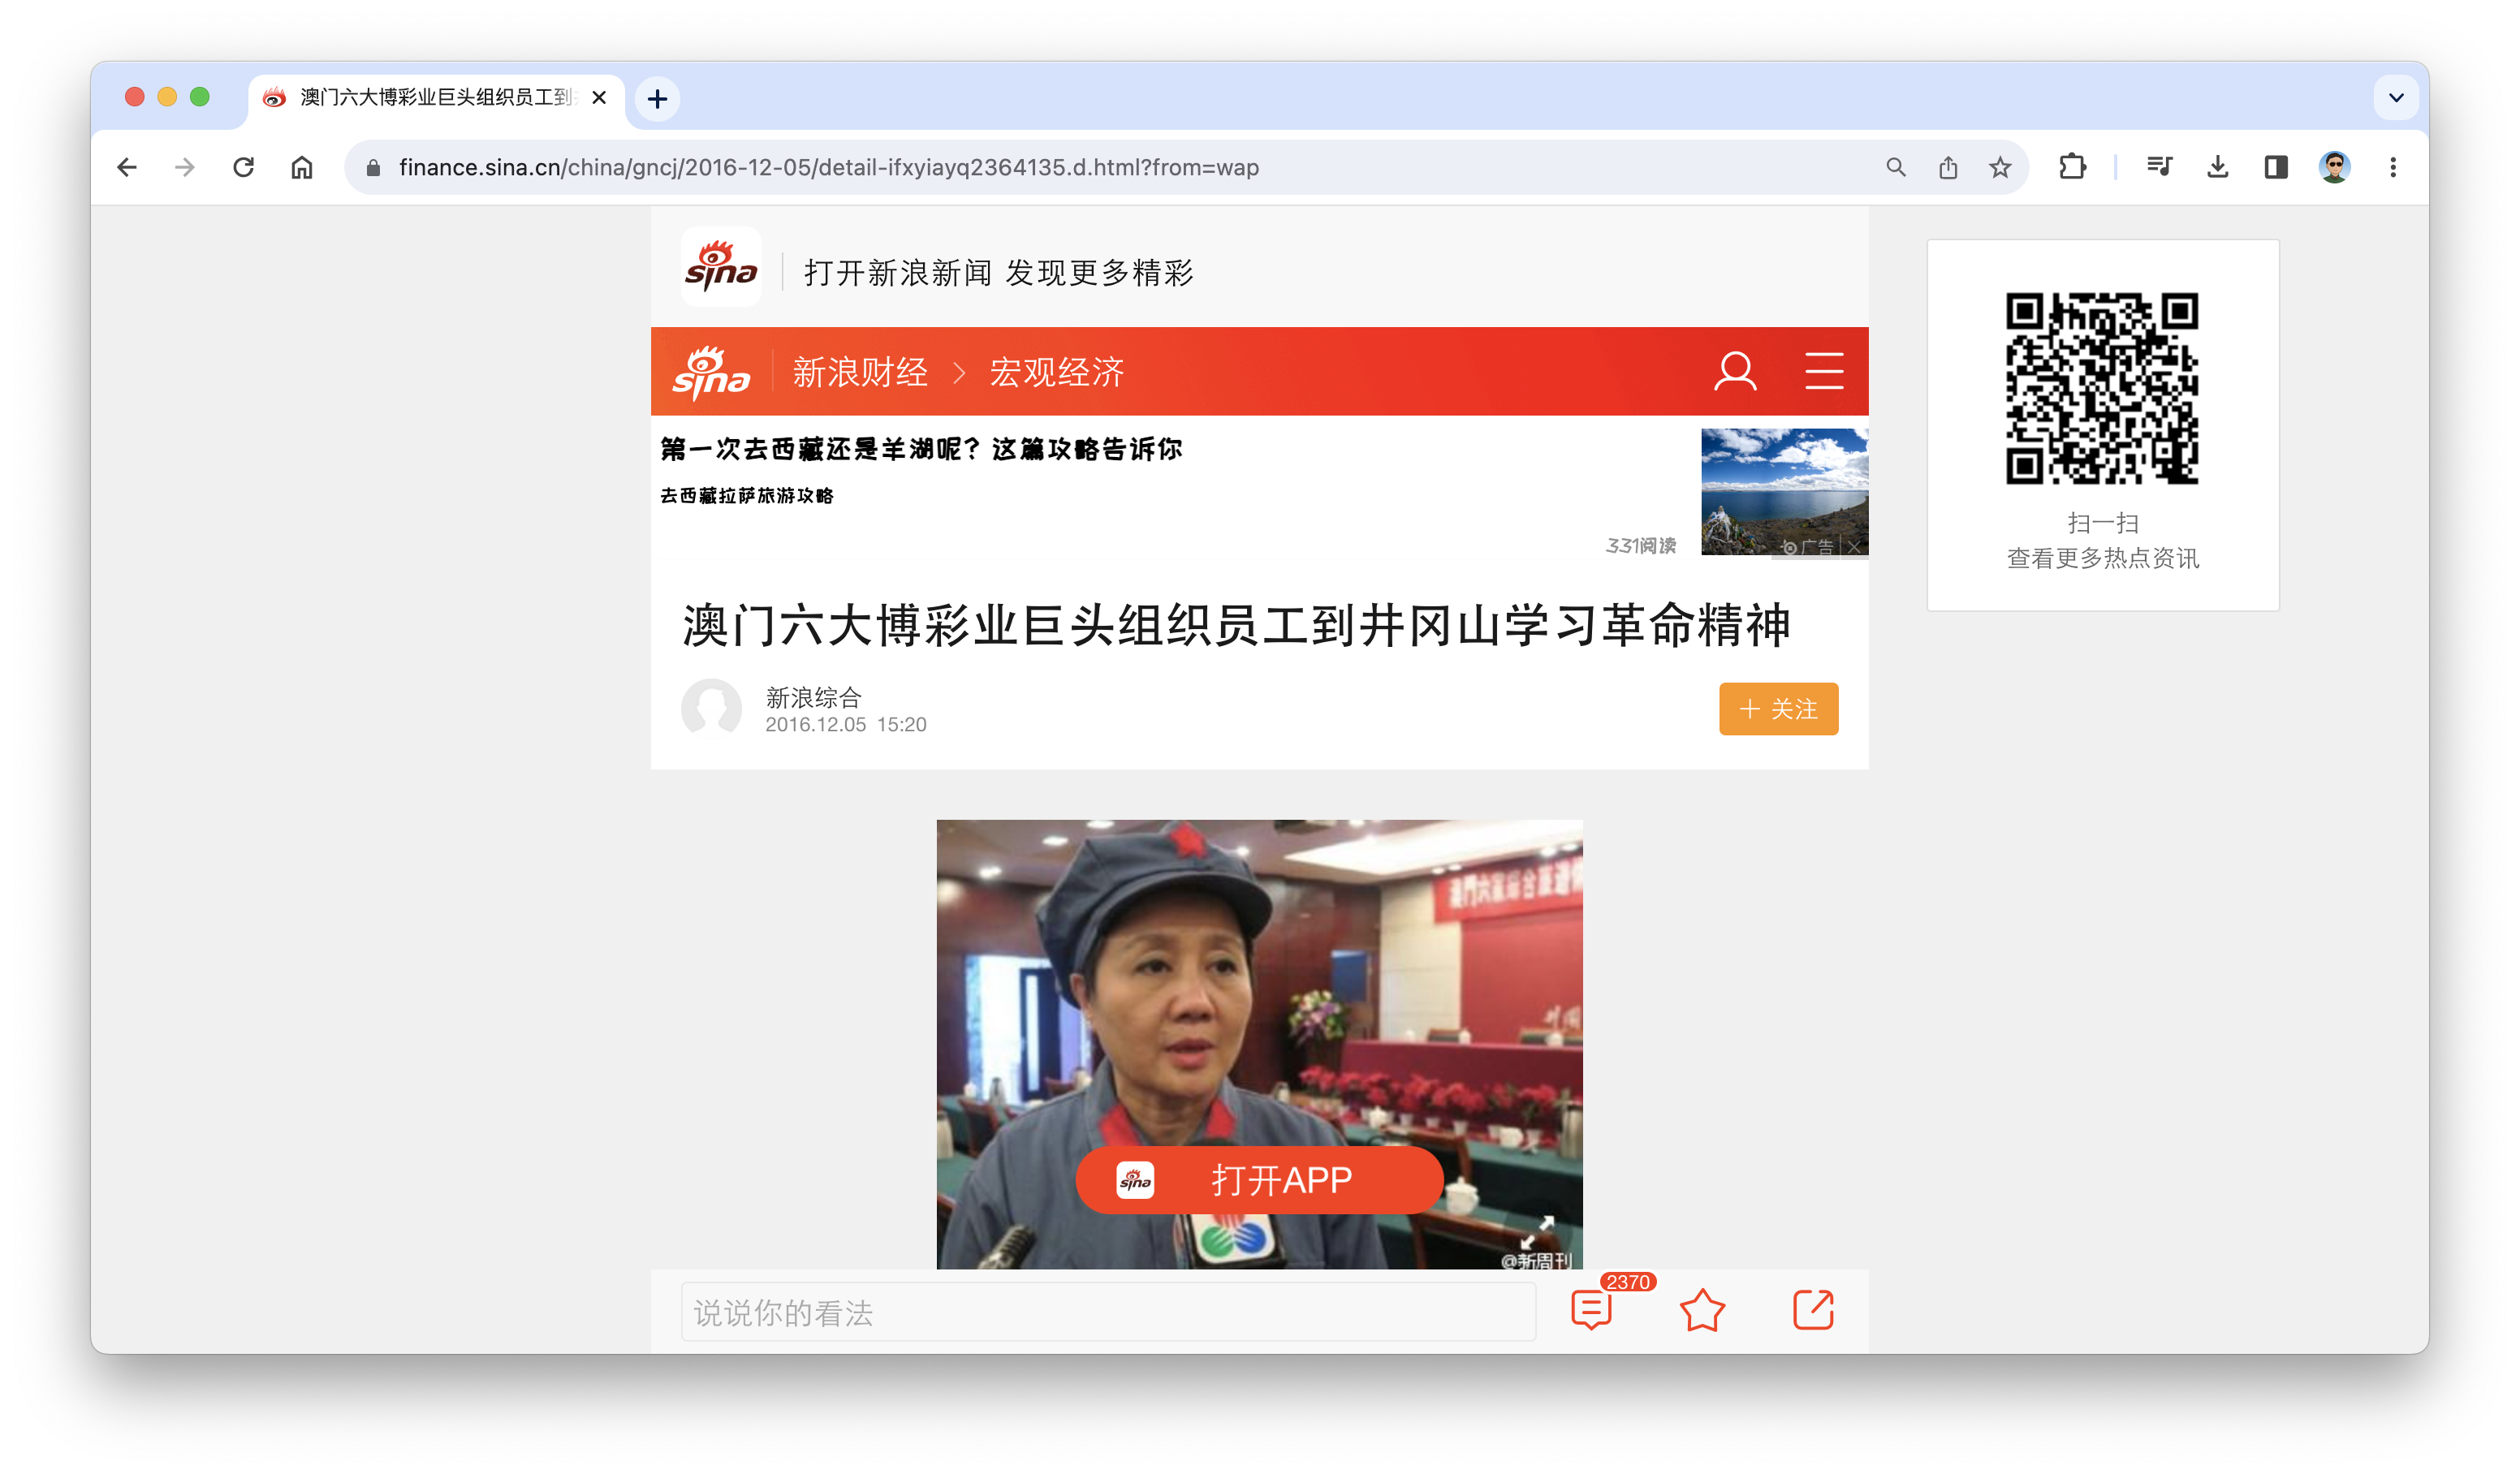 澳门六大博彩业巨头组织员工到
finance.sina.cn/china/gncj/2016-12-05/detail-ifxyiayq2364135.d.html?from=wap
sina
打开新浪新闻 发现更多精彩
sina
新浪财经
宏观经济
第一次去西藏还是羊湖呢？这篇攻略告诉你
去西藏拉萨旅游攻略
331阅读
广告
扫一扫
查看更多热点资讯
澳门六大博彩业巨头组织员工到井冈山学习革命精神
新浪综合
2016.12.05 15:20
关注
澳门六
sina
打开APP
@新周刊
说说你的看法
2370